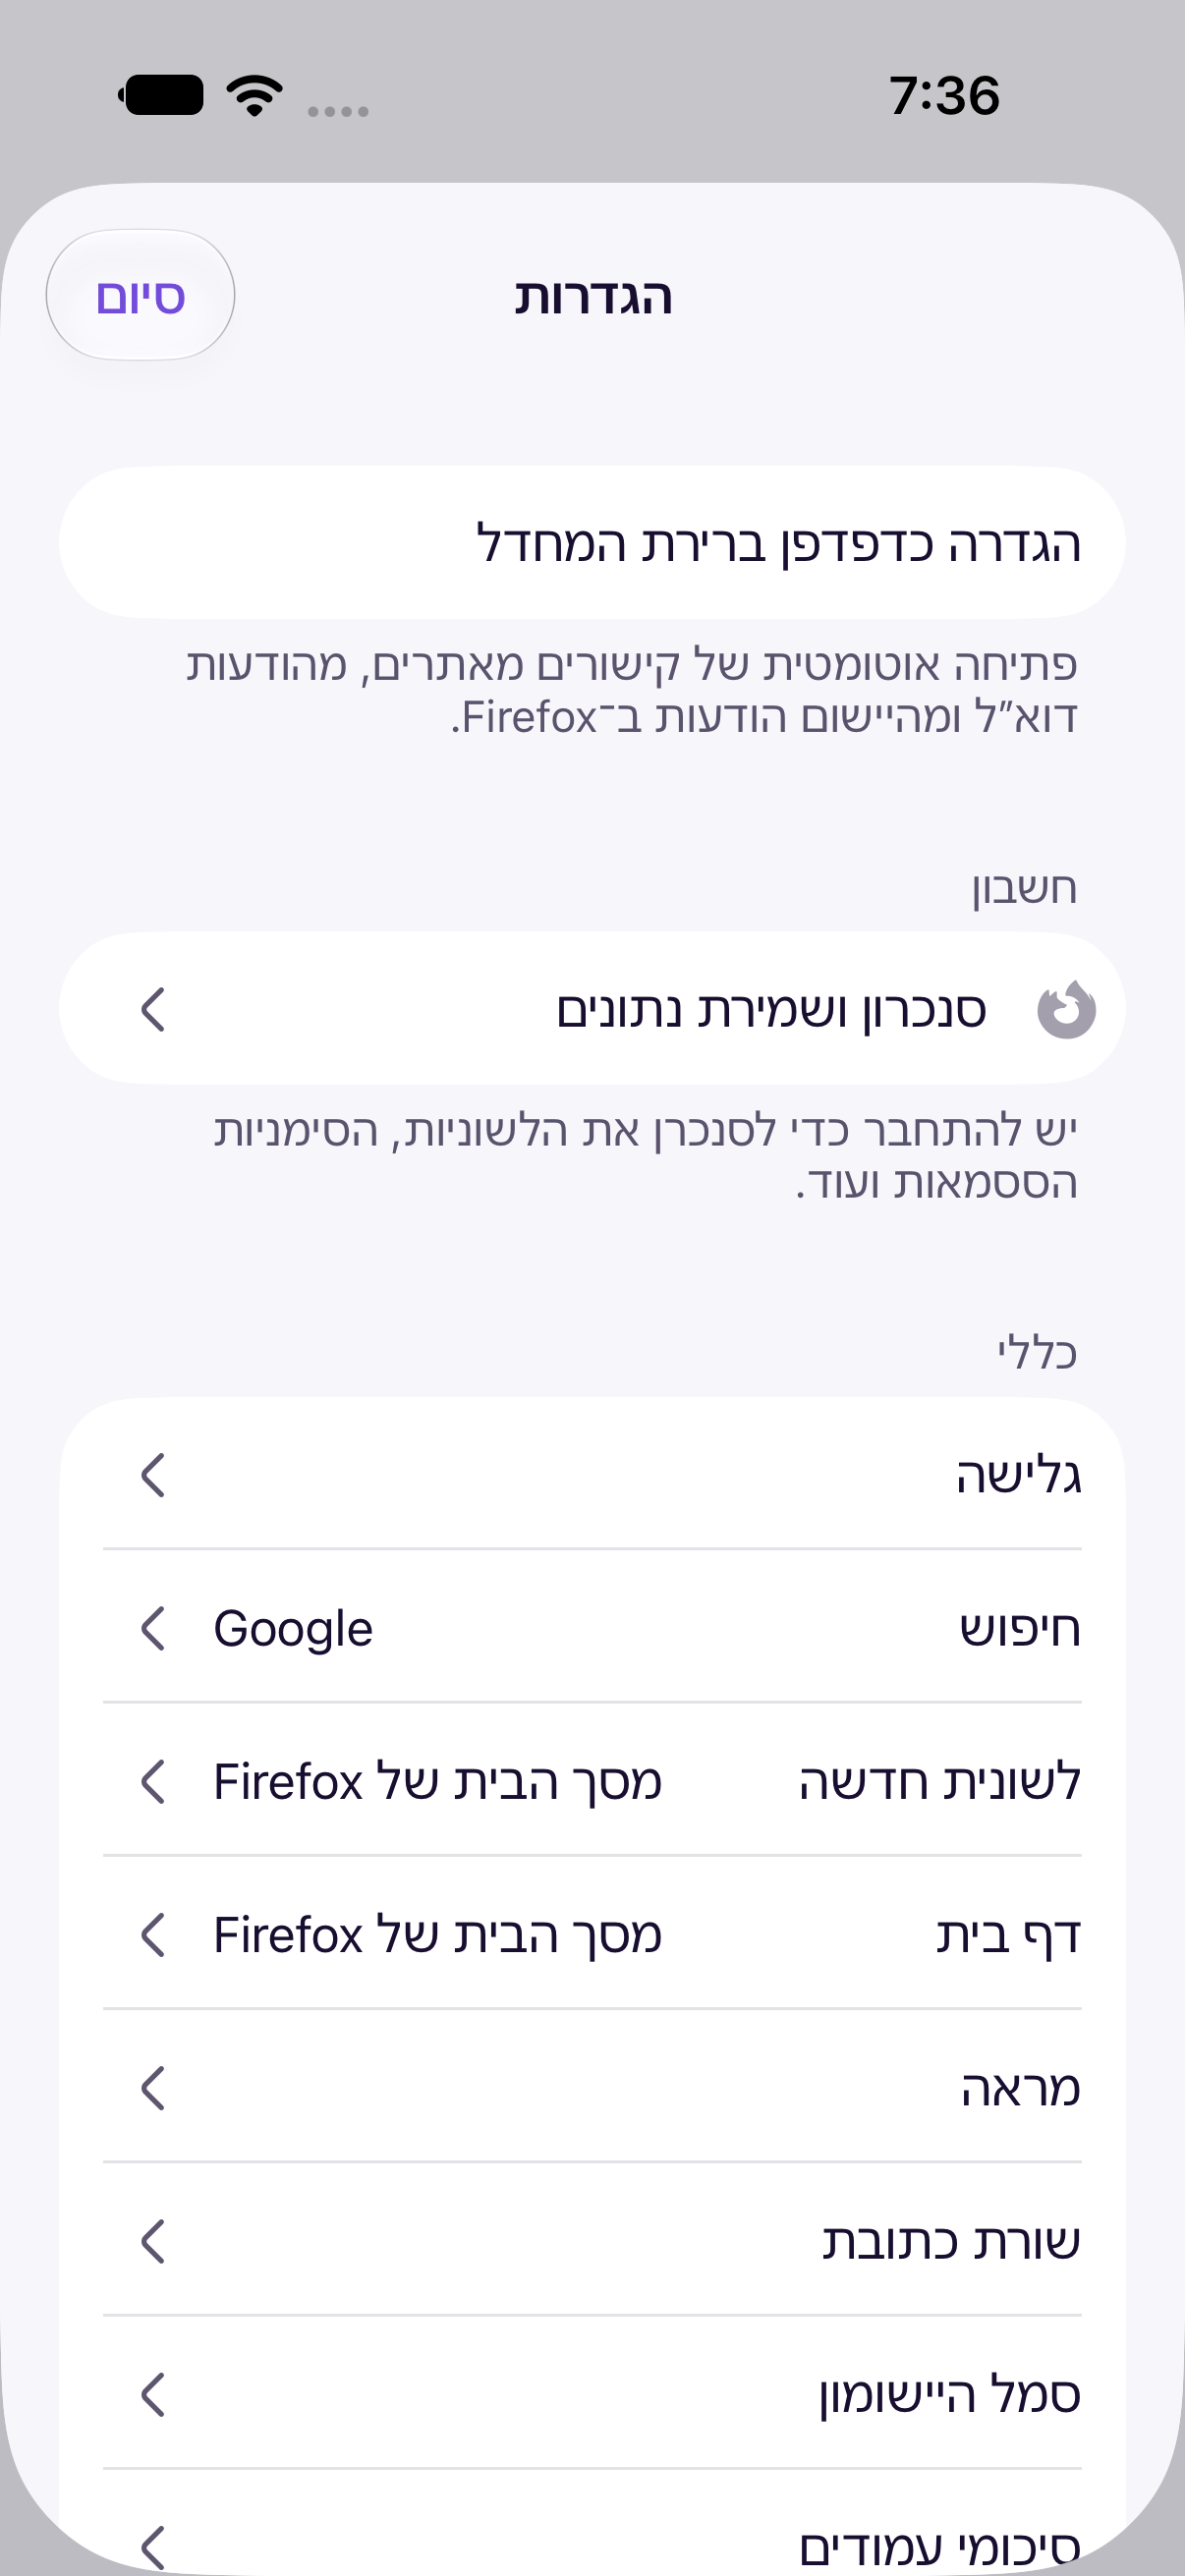 7:36
הגדרות
סיום
הגדרה כדפדפן ברירת המחדל
פתיחה אוטומטית של קישורים מאתרים, מהודעות
דוא״ל ומהיישום הודעות ב־Firefox.
חשבון
סנכרון ושמירת נתונים
יש להתחבר כדי לסנכרן את הלשוניות, הסימניות
הססמאות ועוד.
כללי
גלישה
חיפוש Google
לשונית חדשה מסך הבית של Firefox
דף בית מסך הבית של Firefox
מראה
שורת כתובת
סמל היישומון
סיכומי עמודים